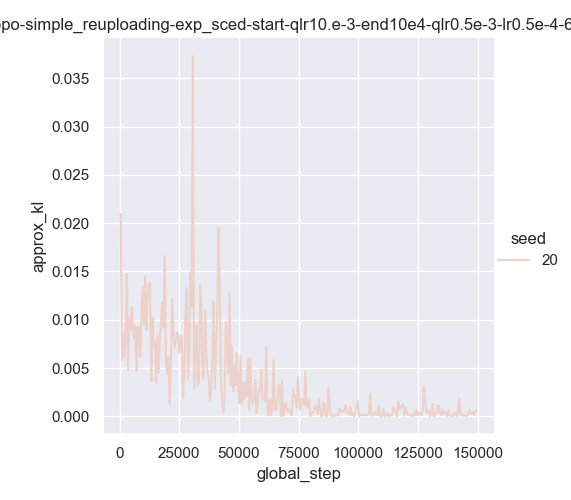 ppo-simple_reuploading-exp_sced-start-qlr10.e-3-end10e4-qlr0.5e-3-lr0.5e-4-6
0.035
0.030
0.025
0.020
0.015
0.010
0.005
0.000
approx_kl
0 25000 50000 75000 100000 125000 150000
global_step
seed
20